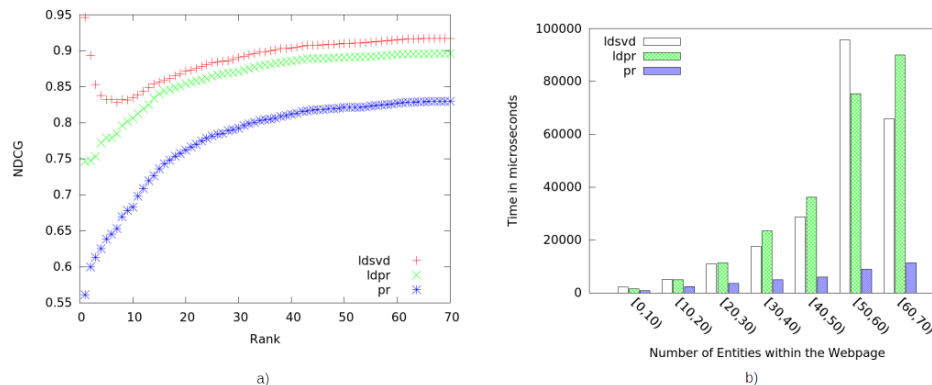 0.95
0.9
0.85
0.8
0.75
0.7
0.65
0.6
0.55
NDCG
ldsvd
ldpr
pr
0 10 20 30 40 50 60 70
Rank
a)
100000
80000
60000
40000
20000
0
Time in microseconds
ldsvd
ldpr
pr
[0,10) [10,20) [20,30) [30,40) [40,50) [50,60) [60,70)
Number of Entities within the Webpage
b)